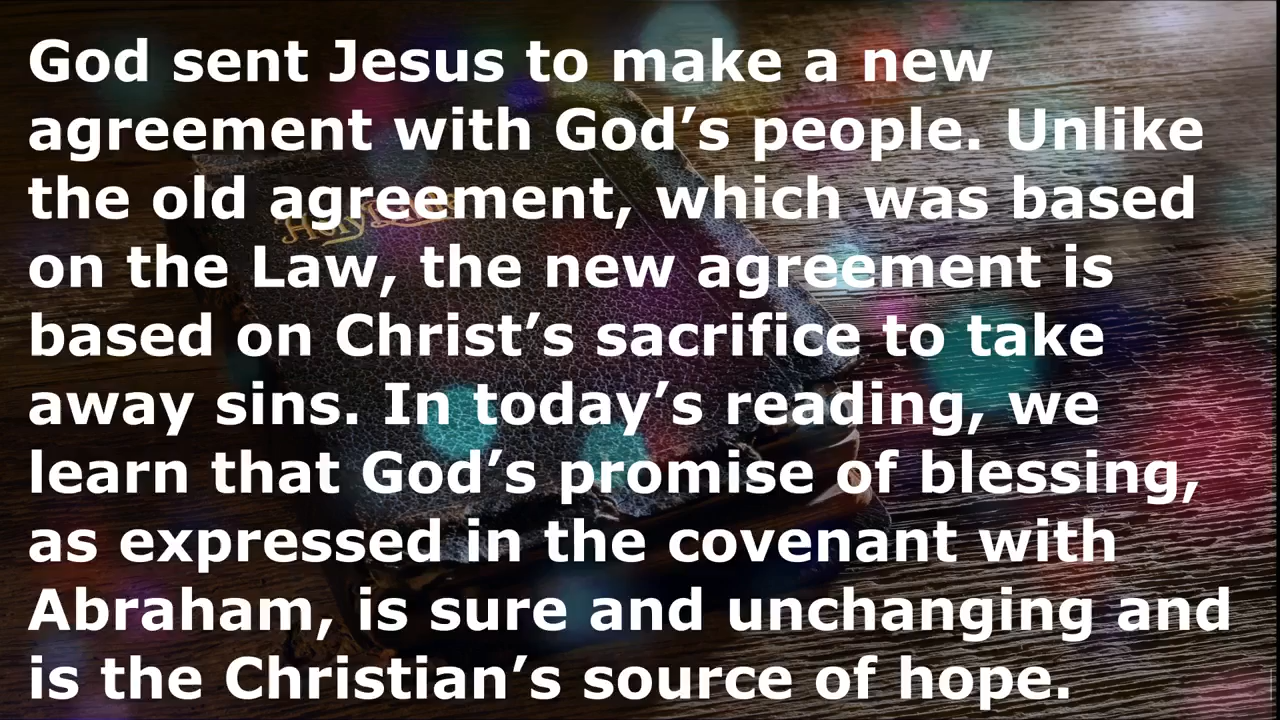 God sent Jesus to make a new
agreement with God’s people. Unlike
the old agreement, which was based
on the Law, the new agreement is
based on Christ’s sacrifice to take
away sins. In today’s reading, we
learn that God’s promise of blessing,
as expressed in the covenant with
Abraham, is sure and unchanging and
is the Christian’s source of hope.
Holy